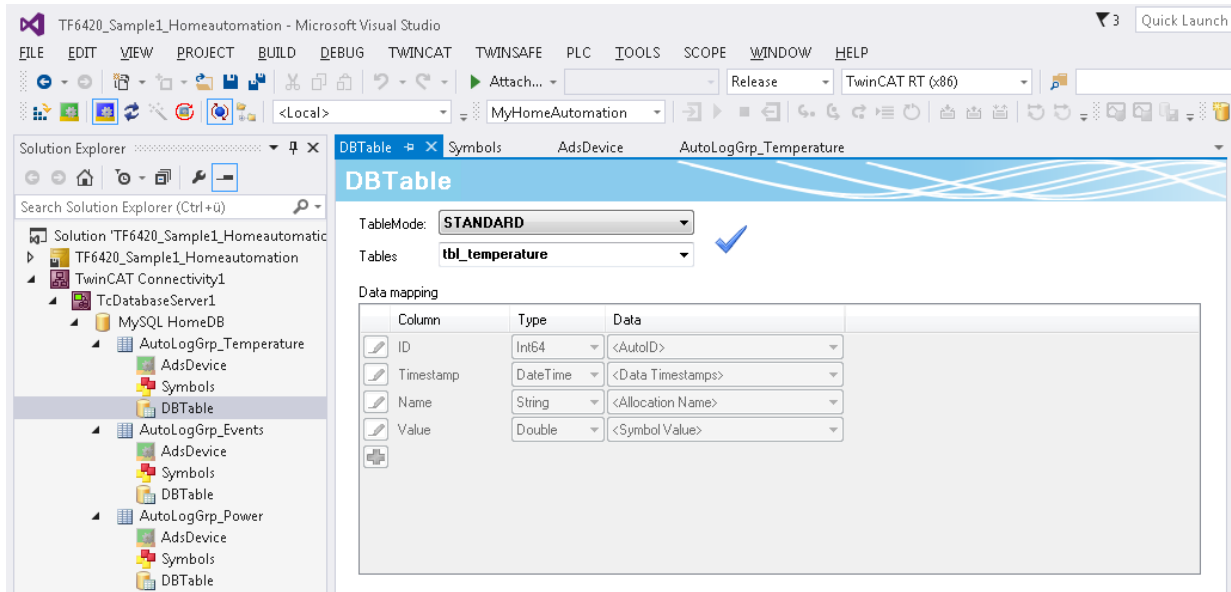 TF6420_Sample1_Homeautomation - Microsoft Visual Studio
3 Quick Launch
FILE EDIT VIEW PROJECT BUILD DEBUG TWINCAT TWINSAFE PLC TOOLS SCOPE WINDOW HELP
Attach... Release TwinCAT RT (x86)
<Local> MyHomeAutomation
Solution Explorer
DBTable Symbols AdsDevice AutoLogGrp_Temperature
DBTable
Search Solution Explorer (Ctrl+ü)
TableMode: STANDARD
Tables tbl_temperature
Solution 'TF6420_Sample1_Homeautomatic
TF6420_Sample1_Homeautomation
TwinCAT Connectivity1
TcDatabaseServer1
MySQL HomeDB
AutoLogGrp_Temperature
AdsDevice
Symbols
DBTable
AutoLogGrp_Events
AdsDevice
Symbols
DBTable
AutoLogGrp_Power
AdsDevice
Symbols
DBTable
Data mapping
Column Type Data
ID Int64 <AutoID>
Timestamp DateTime <Data Timestamps>
Name String <Allocation Name>
Value Double <Symbol Value>